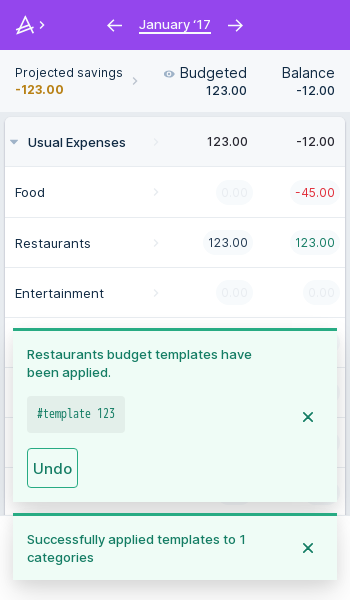 January '17
Projected savings
-123.00
Budgeted
123.00
Balance
-12.00
Usual Expenses 123.00 -12.00
Food 0.00 -45.00
Restaurants 123.00 123.00
Entertainment 0.00 0.00
Restaurants budget templates have
been applied.
#template 123
Undo
Successfully applied templates to 1
categories